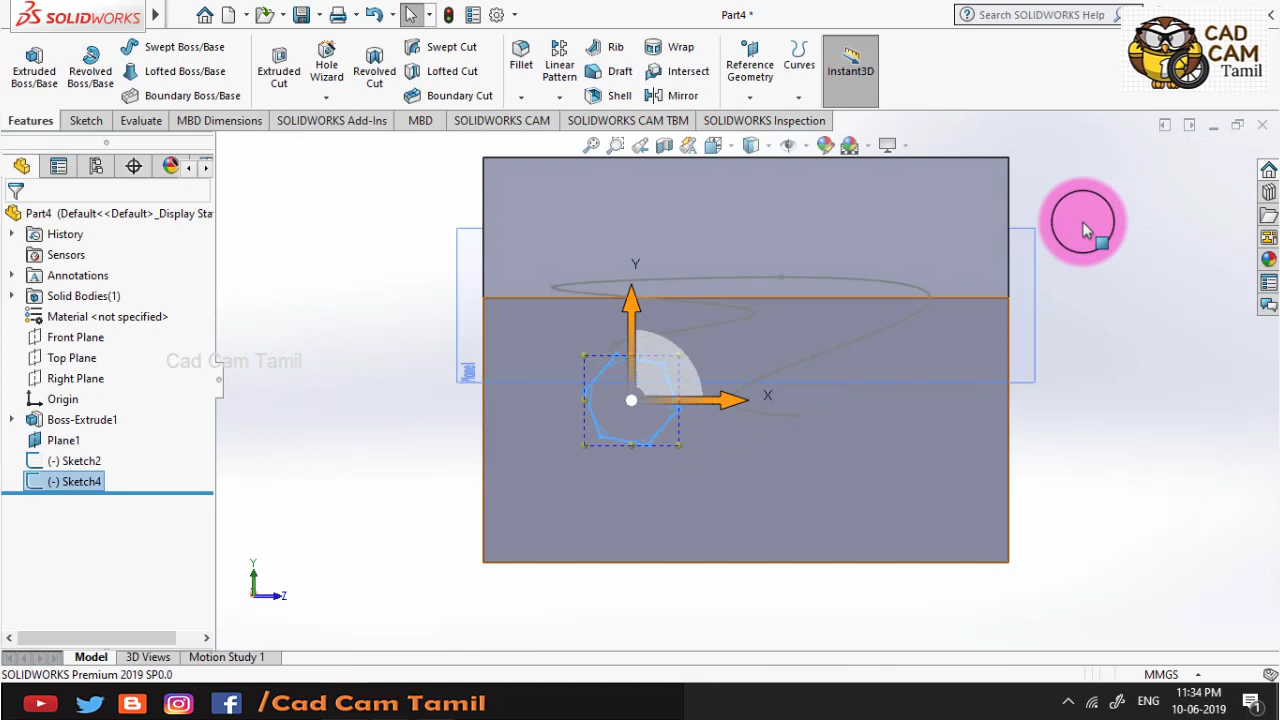 SOLIDWORKS
Part4 *
Search SOLIDWORKS Help
CAD
CAM
Tamil
Extruded Boss/Base
Revolved Boss/Base
Swept Boss/Base
Lofted Boss/Base
Boundary Boss/Base
Extruded Cut
Hole Wizard
Revolved Cut
Swept Cut
Lofted Cut
Boundary Cut
Fillet
Linear Pattern
Rib
Draft
Shell
Wrap
Intersect
Mirror
Reference Geometry
Curves
Instant3D
Features
Sketch
Evaluate
MBD Dimensions
SOLIDWORKS Add-Ins
MBD
SOLIDWORKS CAM
SOLIDWORKS CAM TBM
SOLIDWORKS Inspection
Part4 (Default<<Default>_Display Sta
History
Sensors
Annotations
Solid Bodies(1)
Material <not specified>
Front Plane
Top Plane
Right Plane
Origin
Boss-Extrude1
Plane1
(-) Sketch2
(-) Sketch4
Cad Cam Tamil
Y
X
Plane1
Y
Z
Model
3D Views
Motion Study 1
SOLIDWORKS Premium 2019 SP0.0
MMGS
/Cad Cam Tamil
ENG
11:34 PM
10-06-2019
1